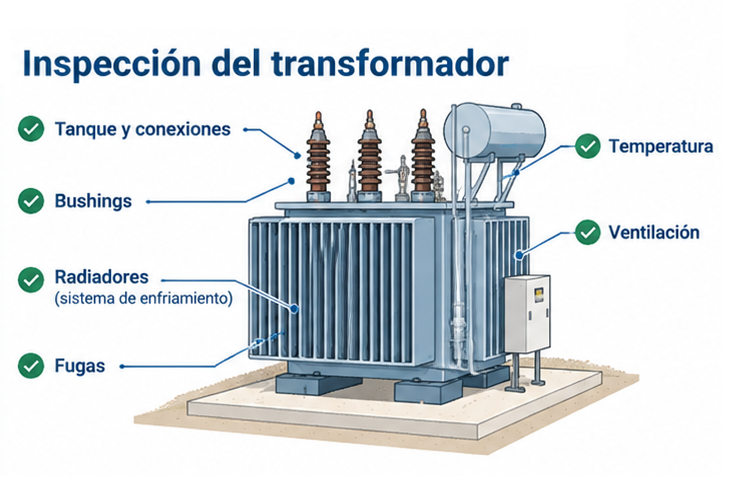 Inspección del transformador
Tanque y conexiones
Bushings
Radiadores
(sistema de enfriamiento)
Fugas
Temperatura
Ventilación